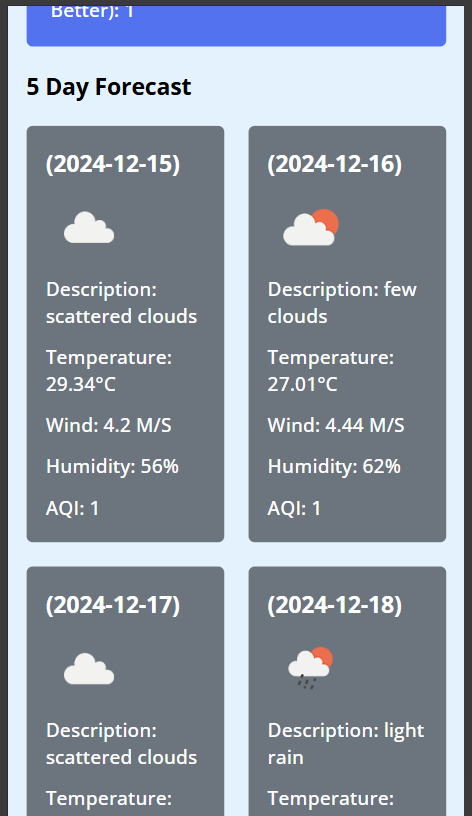 Better): 1
5 Day Forecast
(2024-12-15)
Description:
scattered clouds
Temperature:
29.34°C
Wind: 4.2 M/S
Humidity: 56%
AQI: 1
(2024-12-16)
Description: few
clouds
Temperature:
27.01°C
Wind: 4.44 M/S
Humidity: 62%
AQI: 1
(2024-12-17)
Description:
scattered clouds
Temperature:
(2024-12-18)
Description: light
rain
Temperature: